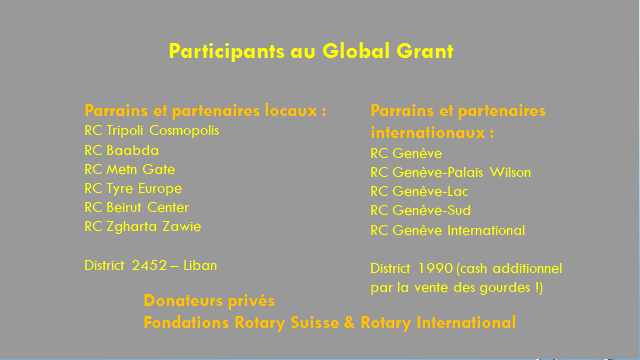 Participants au Global Grant
Parrains et partenaires locaux :
RC Tripoli Cosmopolis
RC Baabda
RC Metn Gate
RC Tyre Europe
RC Beirut Center
RC Zgharta Zawie
District 2452 – Liban
Parrains et partenaires
internationaux :
RC Genève
RC Genève-Palais Wilson
RC Genève-Lac
RC Genève-Sud
RC Genève International
District 1990 (cash additionnel
par la vente des gourdes !)
Donateurs privés
Fondations Rotary Suisse & Rotary International